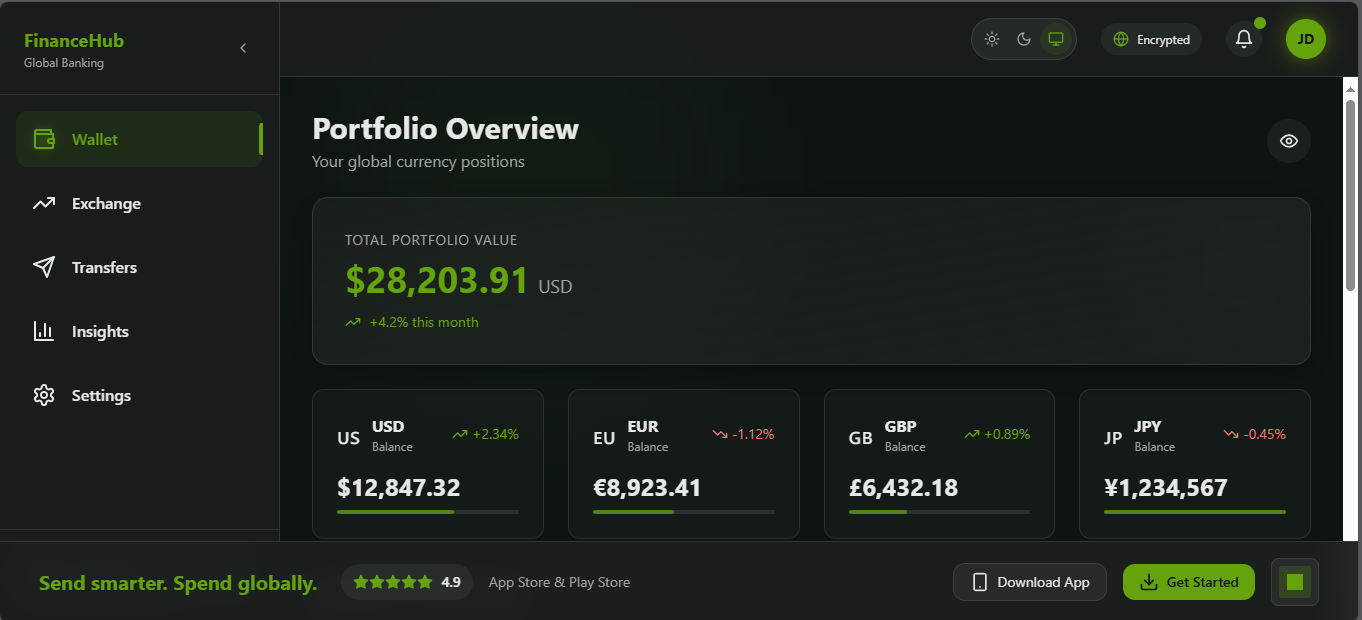 FinanceHub
Global Banking
Encrypted
JD
Wallet
Exchange
Transfers
Insights
Settings
Portfolio Overview
Your global currency positions
TOTAL PORTFOLIO VALUE
$28,203.91 USD
+4.2% this month
US USD Balance +2.34%
$12,847.32
EU EUR Balance -1.12%
€8,923.41
GB GBP Balance +0.89%
£6,432.18
JP JPY Balance -0.45%
¥1,234,567
Send smarter. Spend globally.
4.9
App Store & Play Store
Download App
Get Started